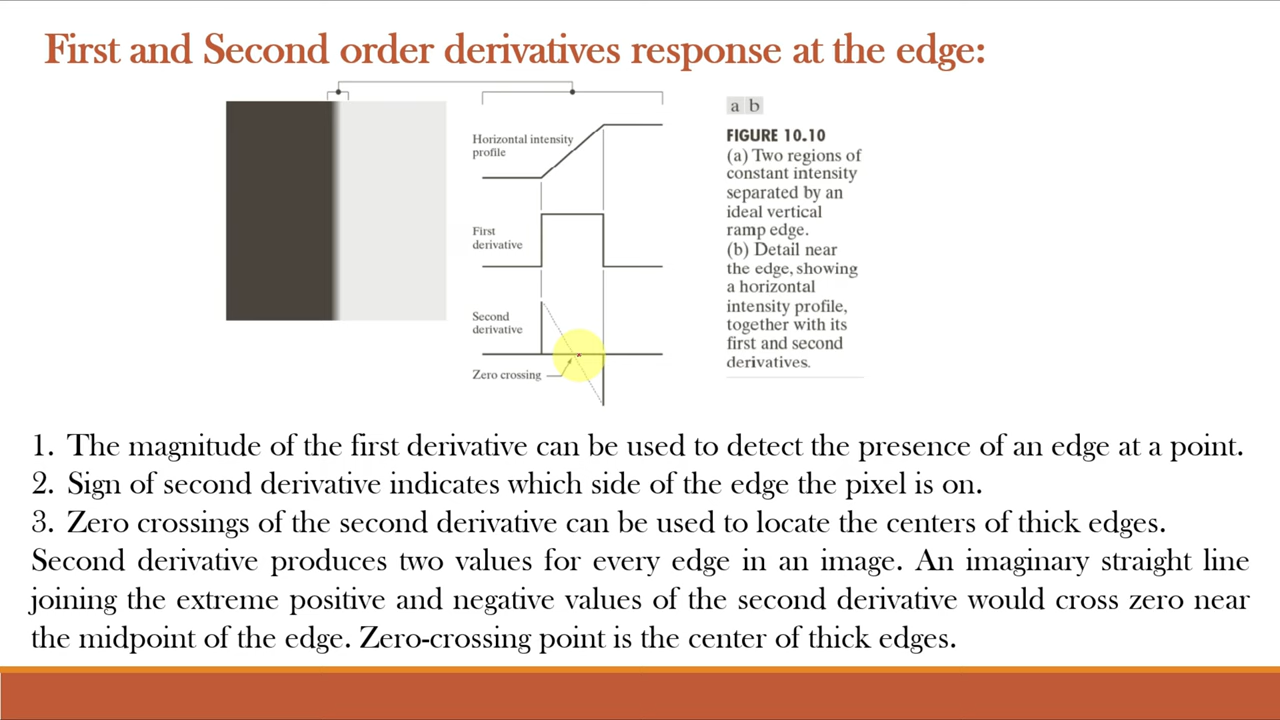 First and Second order derivatives response at the edge:
Horizontal intensity
profile
First
derivative
Second
derivative
Zero crossing
a b
FIGURE 10.10
(a) Two regions of
constant intensity
separated by an
ideal vertical
ramp edge.
(b) Detail near
the edge, showing
a horizontal
intensity profile,
together with its
first and second
derivatives.
1. The magnitude of the first derivative can be used to detect the presence of an edge at a point.
2. Sign of second derivative indicates which side of the edge the pixel is on.
3. Zero crossings of the second derivative can be used to locate the centers of thick edges.
Second derivative produces two values for every edge in an image. An imaginary straight line
joining the extreme positive and negative values of the second derivative would cross zero near
the midpoint of the edge. Zero-crossing point is the center of thick edges.